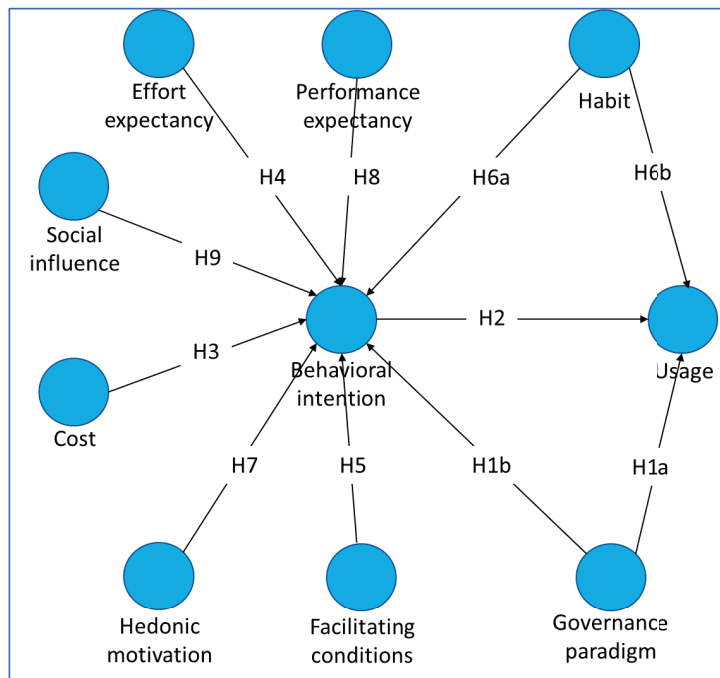 Effort
expectancy
Performance
expectancy
Habit
H4
H8
H6a
H6b
Social
influence
H9
H2
Behavioral
intention
Usage
H3
Cost
H7
H5
H1b
H1a
Hedonic
motivation
Facilitating
conditions
Governance
paradigm